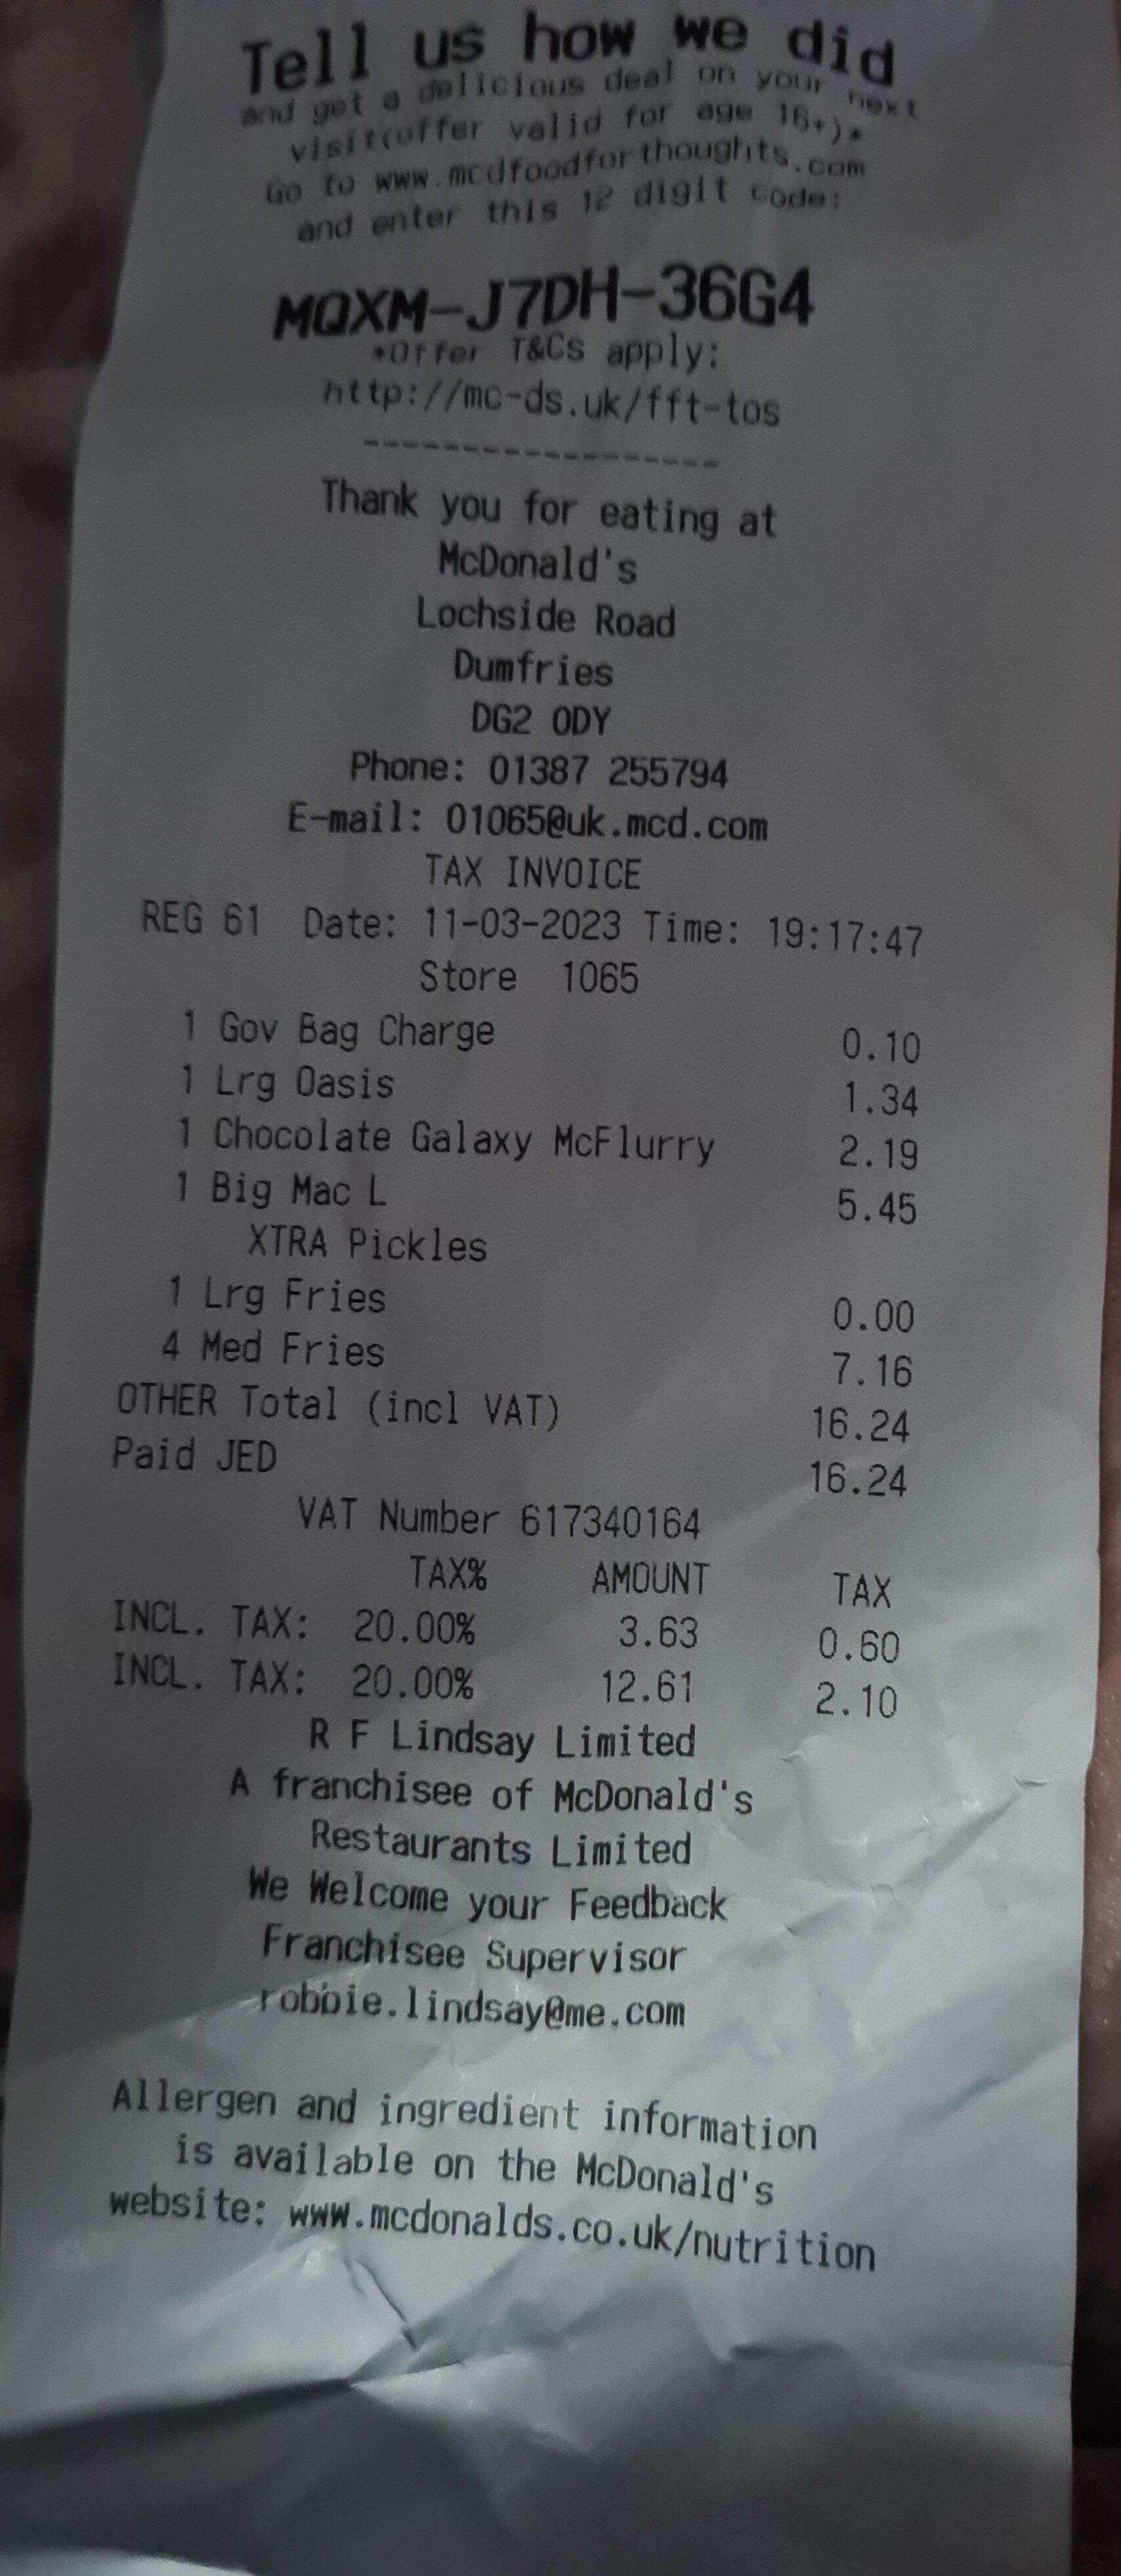 Tell us how we did
and get a delicious deal on your next
visit(offer valid for age 16+)*
Go to www.mcdfoodforthoughts.com
and enter this 12 digit code:
MQXM-J7DH-36G4
*Offer T&Cs apply:
http://mc-ds.uk/fft-tos
------------------
Thank you for eating at
McDonald's
Lochside Road
Dumfries
DG2 0DY
Phone: 01387 255794
E-mail: 01065@uk.mcd.com
TAX INVOICE
REG 61 Date: 11-03-2023 Time: 19:17:47
Store 1065
1 Gov Bag Charge 0.10
1 Lrg Oasis 1.34
1 Chocolate Galaxy McFlurry 2.19
1 Big Mac L 5.45
XTRA Pickles
1 Lrg Fries 0.00
4 Med Fries 7.16
OTHER Total (incl VAT) 16.24
Paid JED 16.24
VAT Number 617340164
TAX% AMOUNT TAX
INCL. TAX: 20.00% 3.63 0.60
INCL. TAX: 20.00% 12.61 2.10
R F Lindsay Limited
A franchisee of McDonald's
Restaurants Limited
We Welcome your Feedback
Franchisee Supervisor
robbie.lindsay@me.com
Allergen and ingredient information
is available on the McDonald's
website: www.mcdonalds.co.uk/nutrition